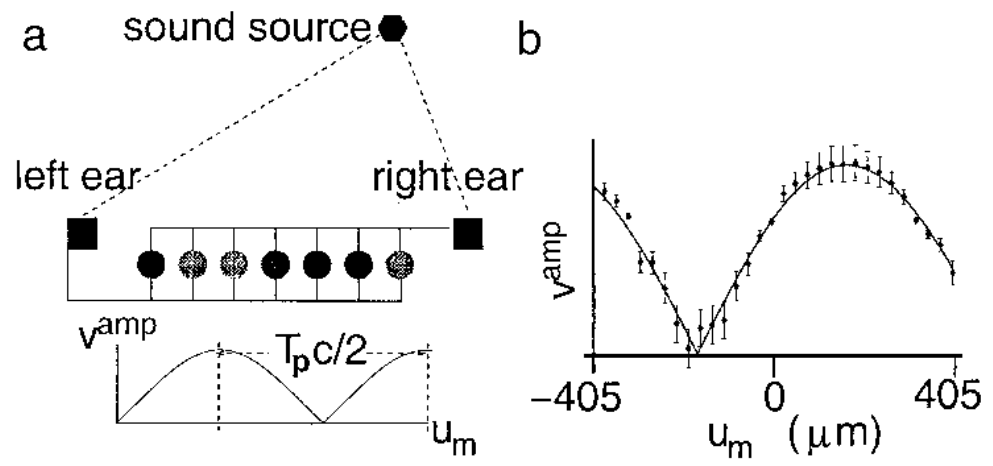 a
sound source
left ear
right ear
v^amp
T_p c/2
u_m
b
v^amp
-405
0
405
u_m (μm)